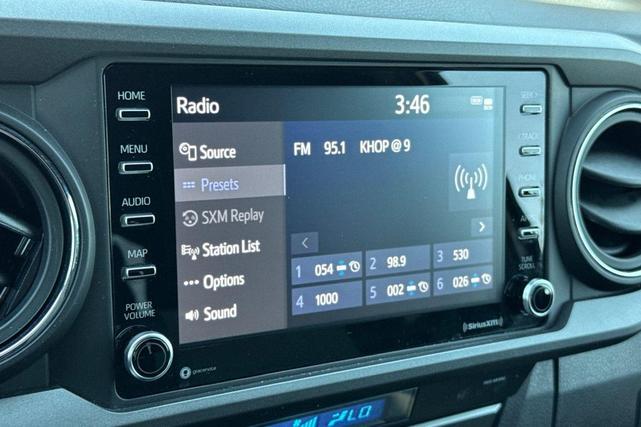 HOME
MENU
AUDIO
MAP
POWER
VOLUME
Radio 3:46
Source
Presets
SXM Replay
Station List
Options
Sound
FM 95.1 KHOP @ 9
1 054 2 98.9 3 530
4 1000 5 002 6 026
SEEK >
< TRACK
PHONE
TUNE
SCROLL
((SiriusXM))
gracenote
LO